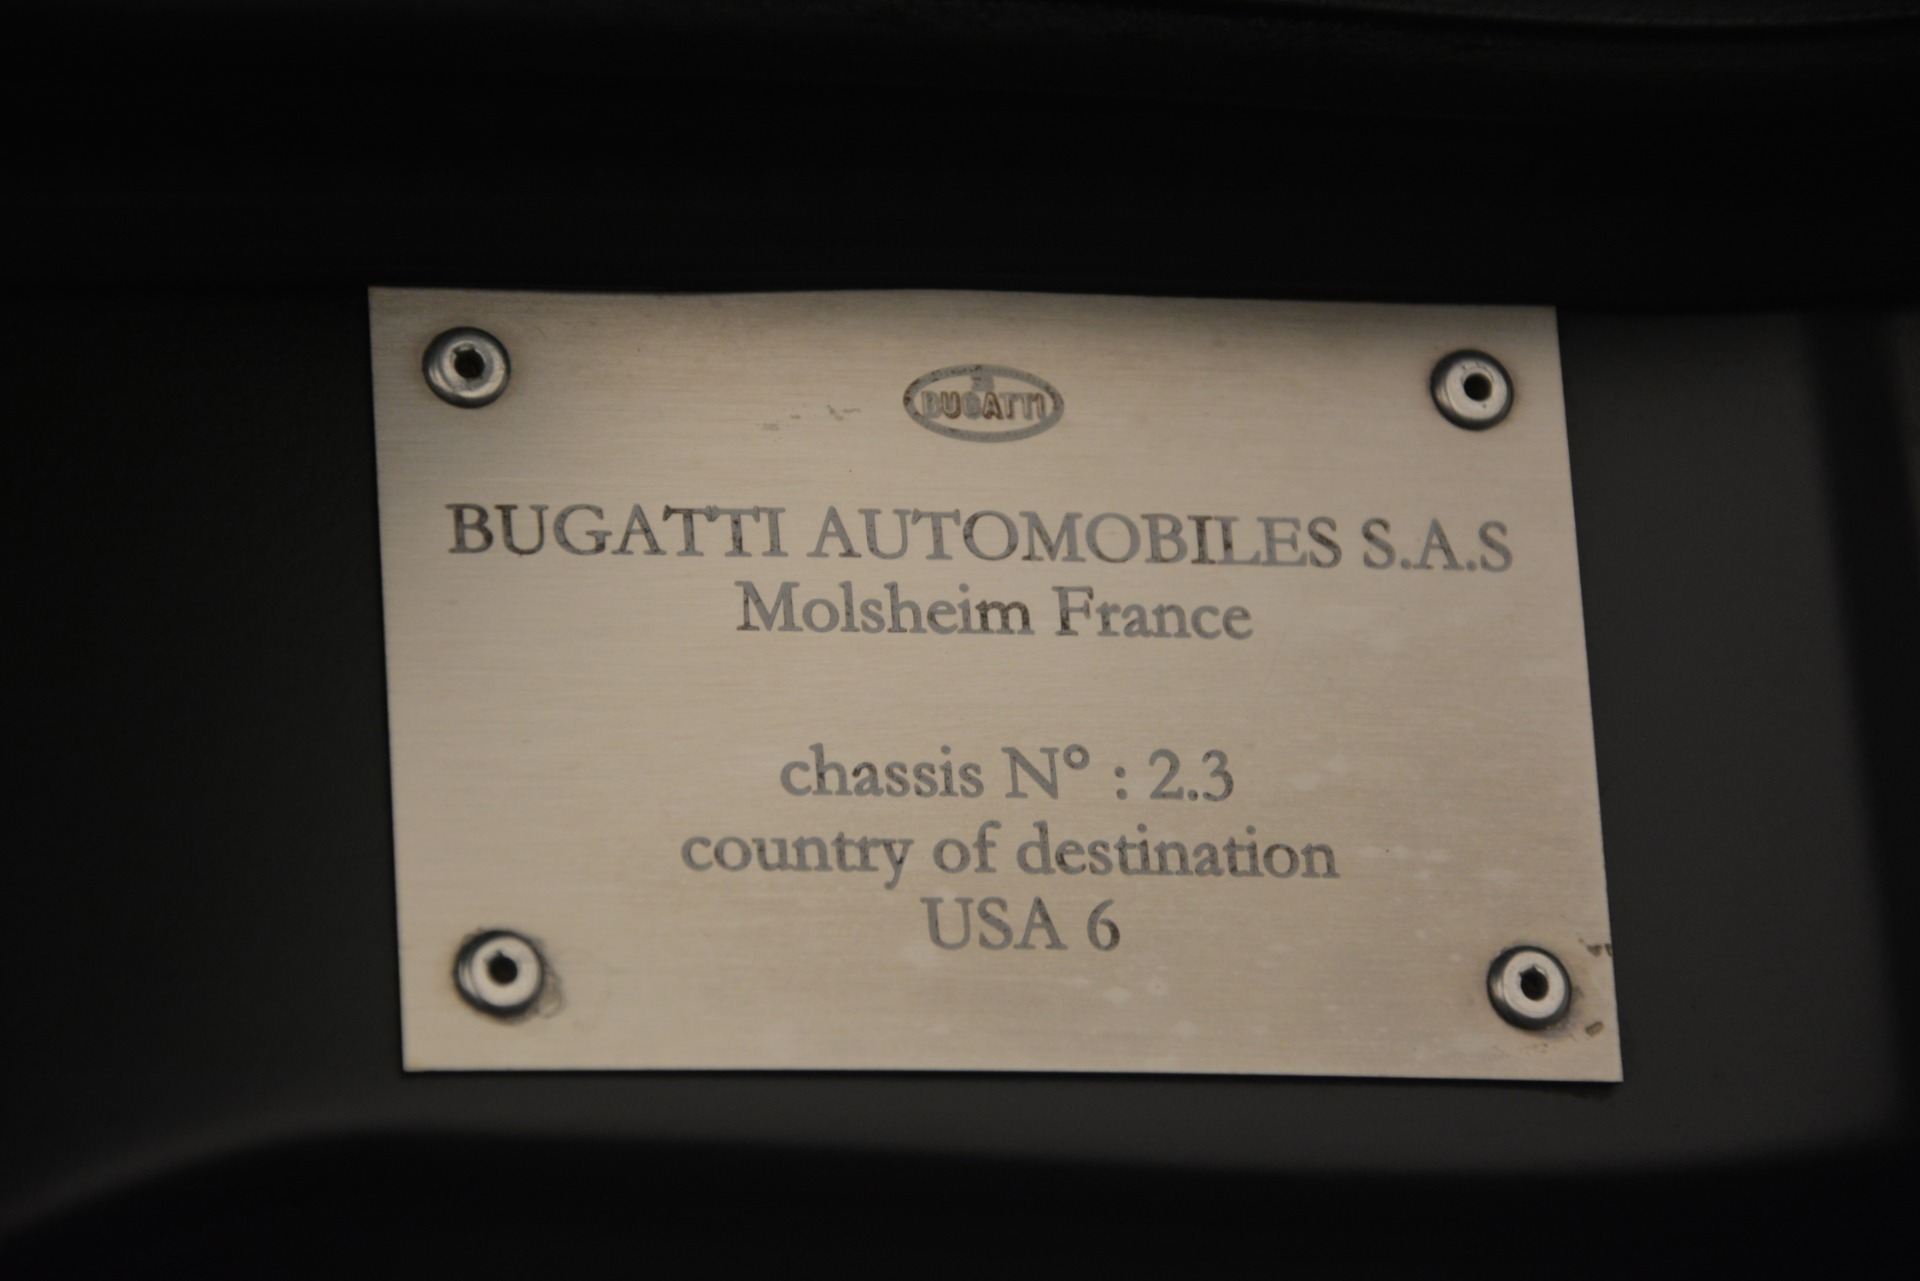 BUGATTI
BUGATTI AUTOMOBILES S.A.S
Molsheim France
chassis N° : 2.3
country of destination
USA 6